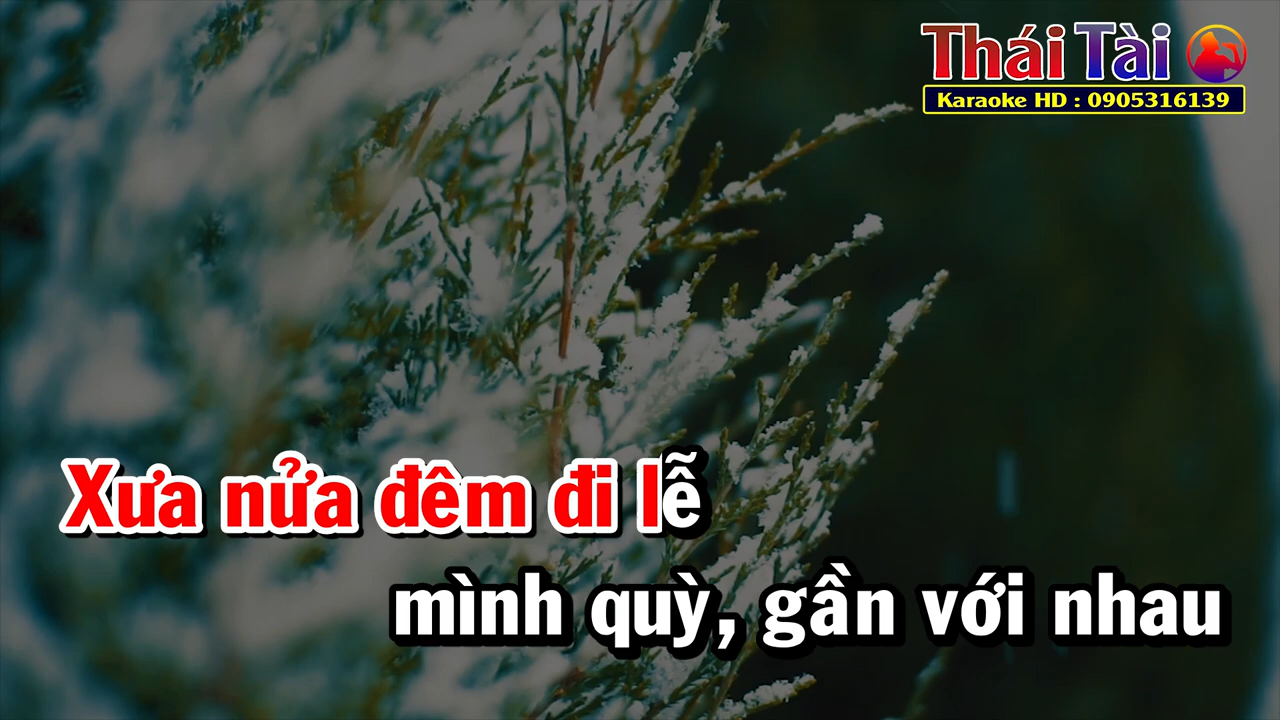 Thái Tài
Karaoke HD : 0905316139
Xưa nửa đêm đi lễ
mình quỳ, gần với nhau